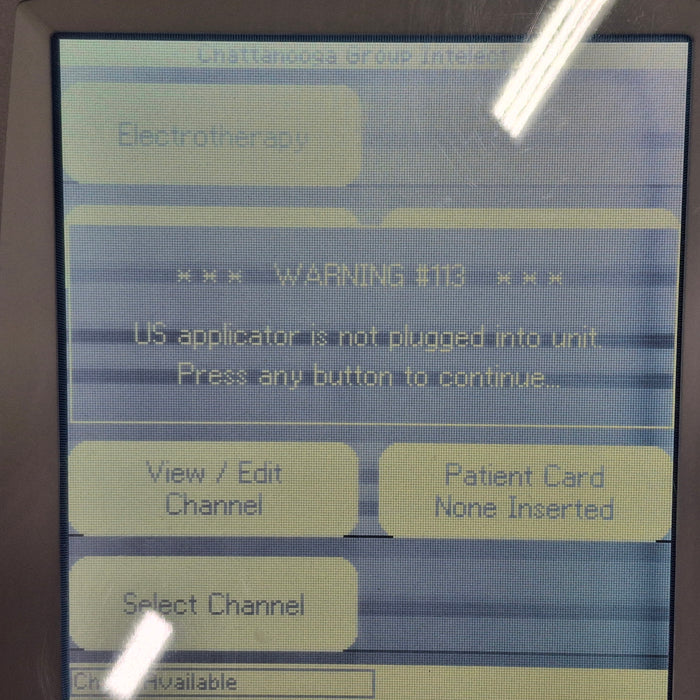 Chattanooga Group Intelect
Electrotherapy
*** WARNING #113 ***
US applicator is not plugged into unit.
Press any button to continue...
View / Edit
Channel
Patient Card
None Inserted
Select Channel
Available